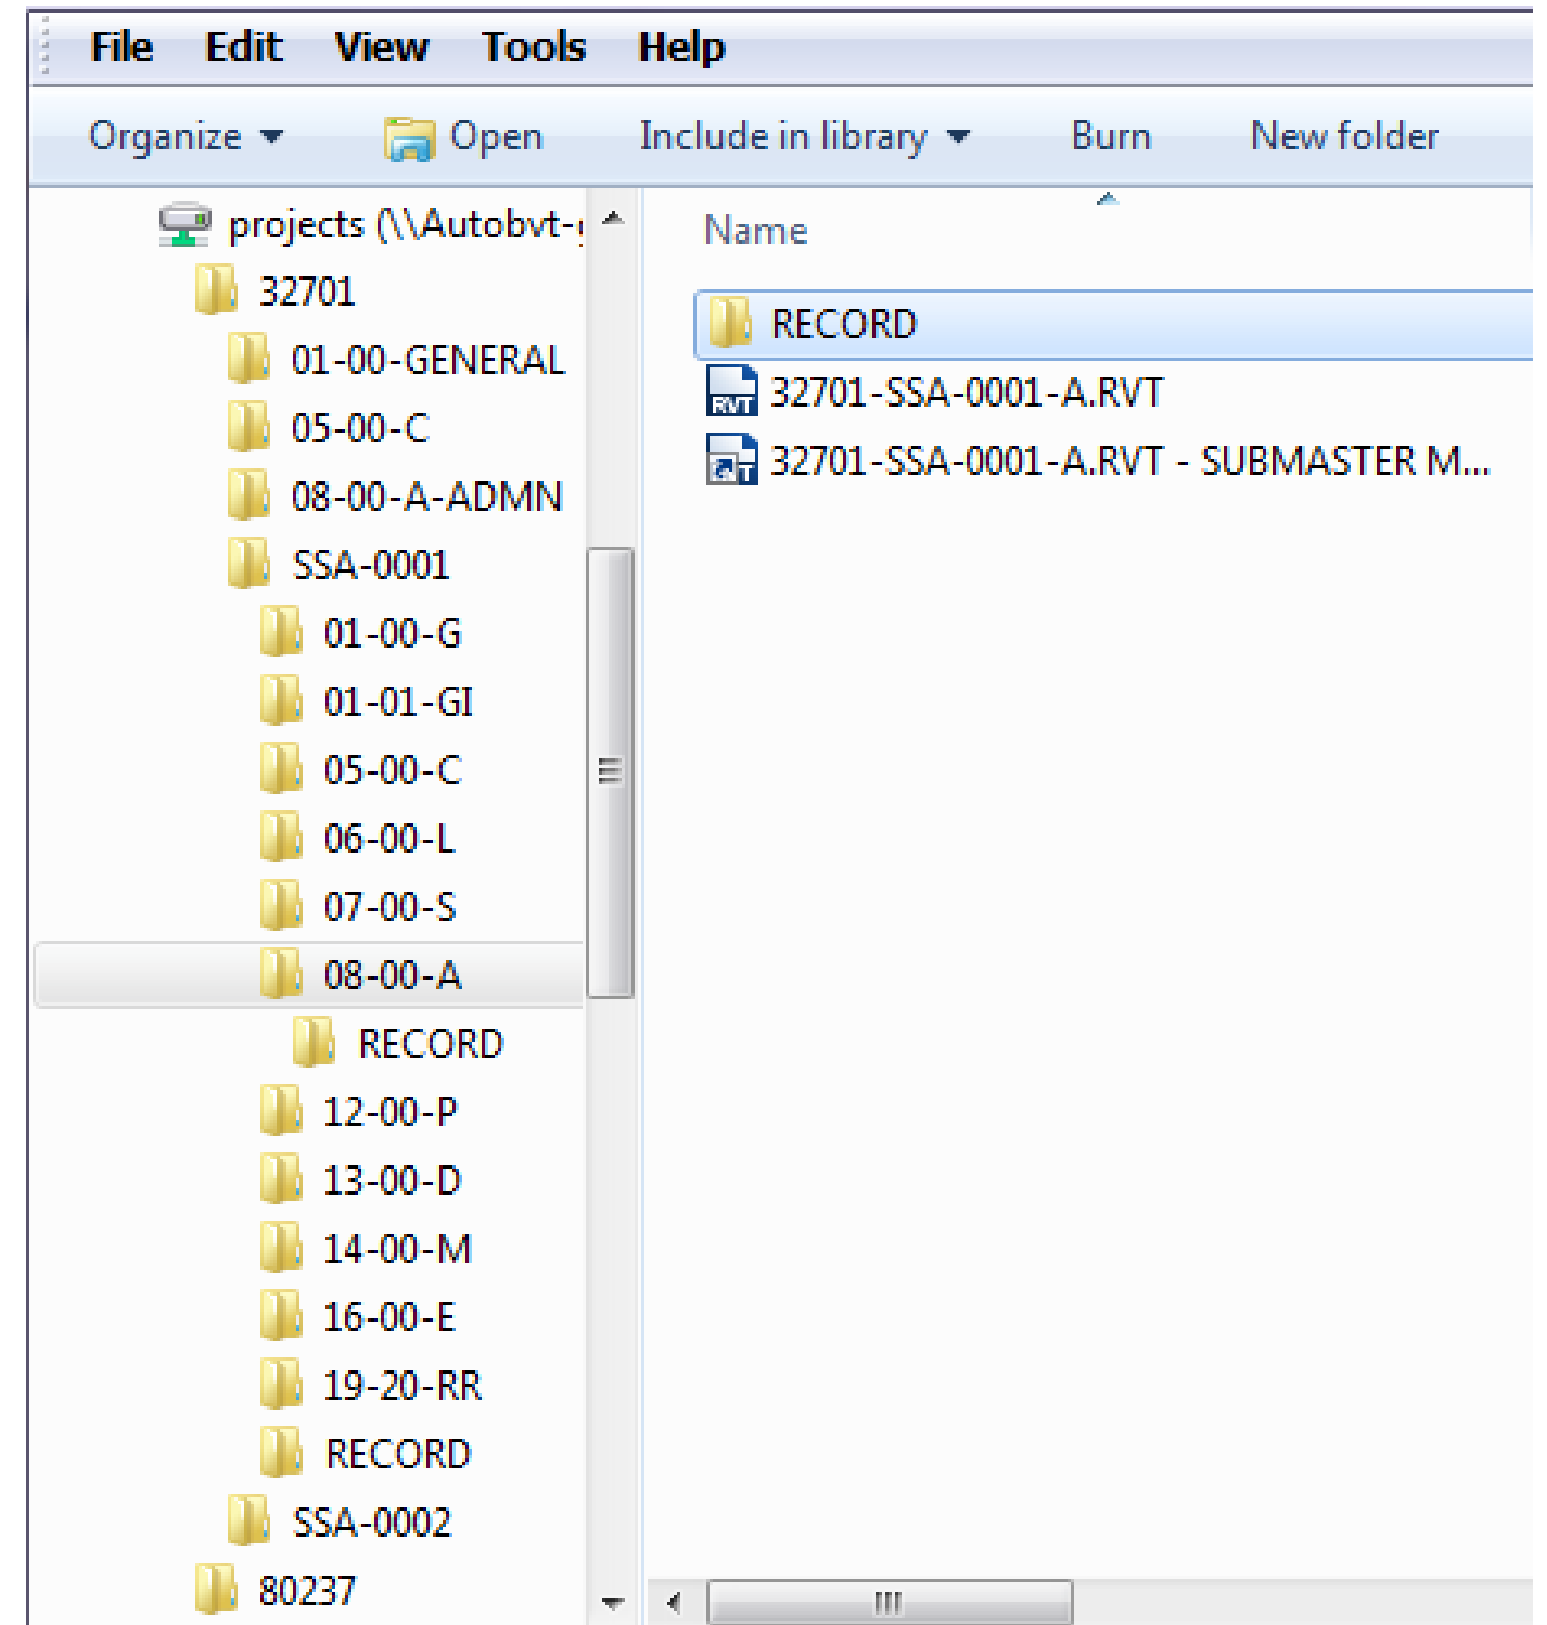 File Edit View Tools Help
Organize Open Include in library Burn New folder
projects (\\Autobvt-
32701
01-00-GENERAL
05-00-C
08-00-A-ADMN
SSA-0001
01-00-G
01-01-GI
05-00-C
06-00-L
07-00-S
08-00-A
RECORD
12-00-P
13-00-D
14-00-M
16-00-E
19-20-RR
RECORD
SSA-0002
80237
Name
RECORD
RVT 32701-SSA-0001-A.RVT
32701-SSA-0001-A.RVT - SUBMASTER M...